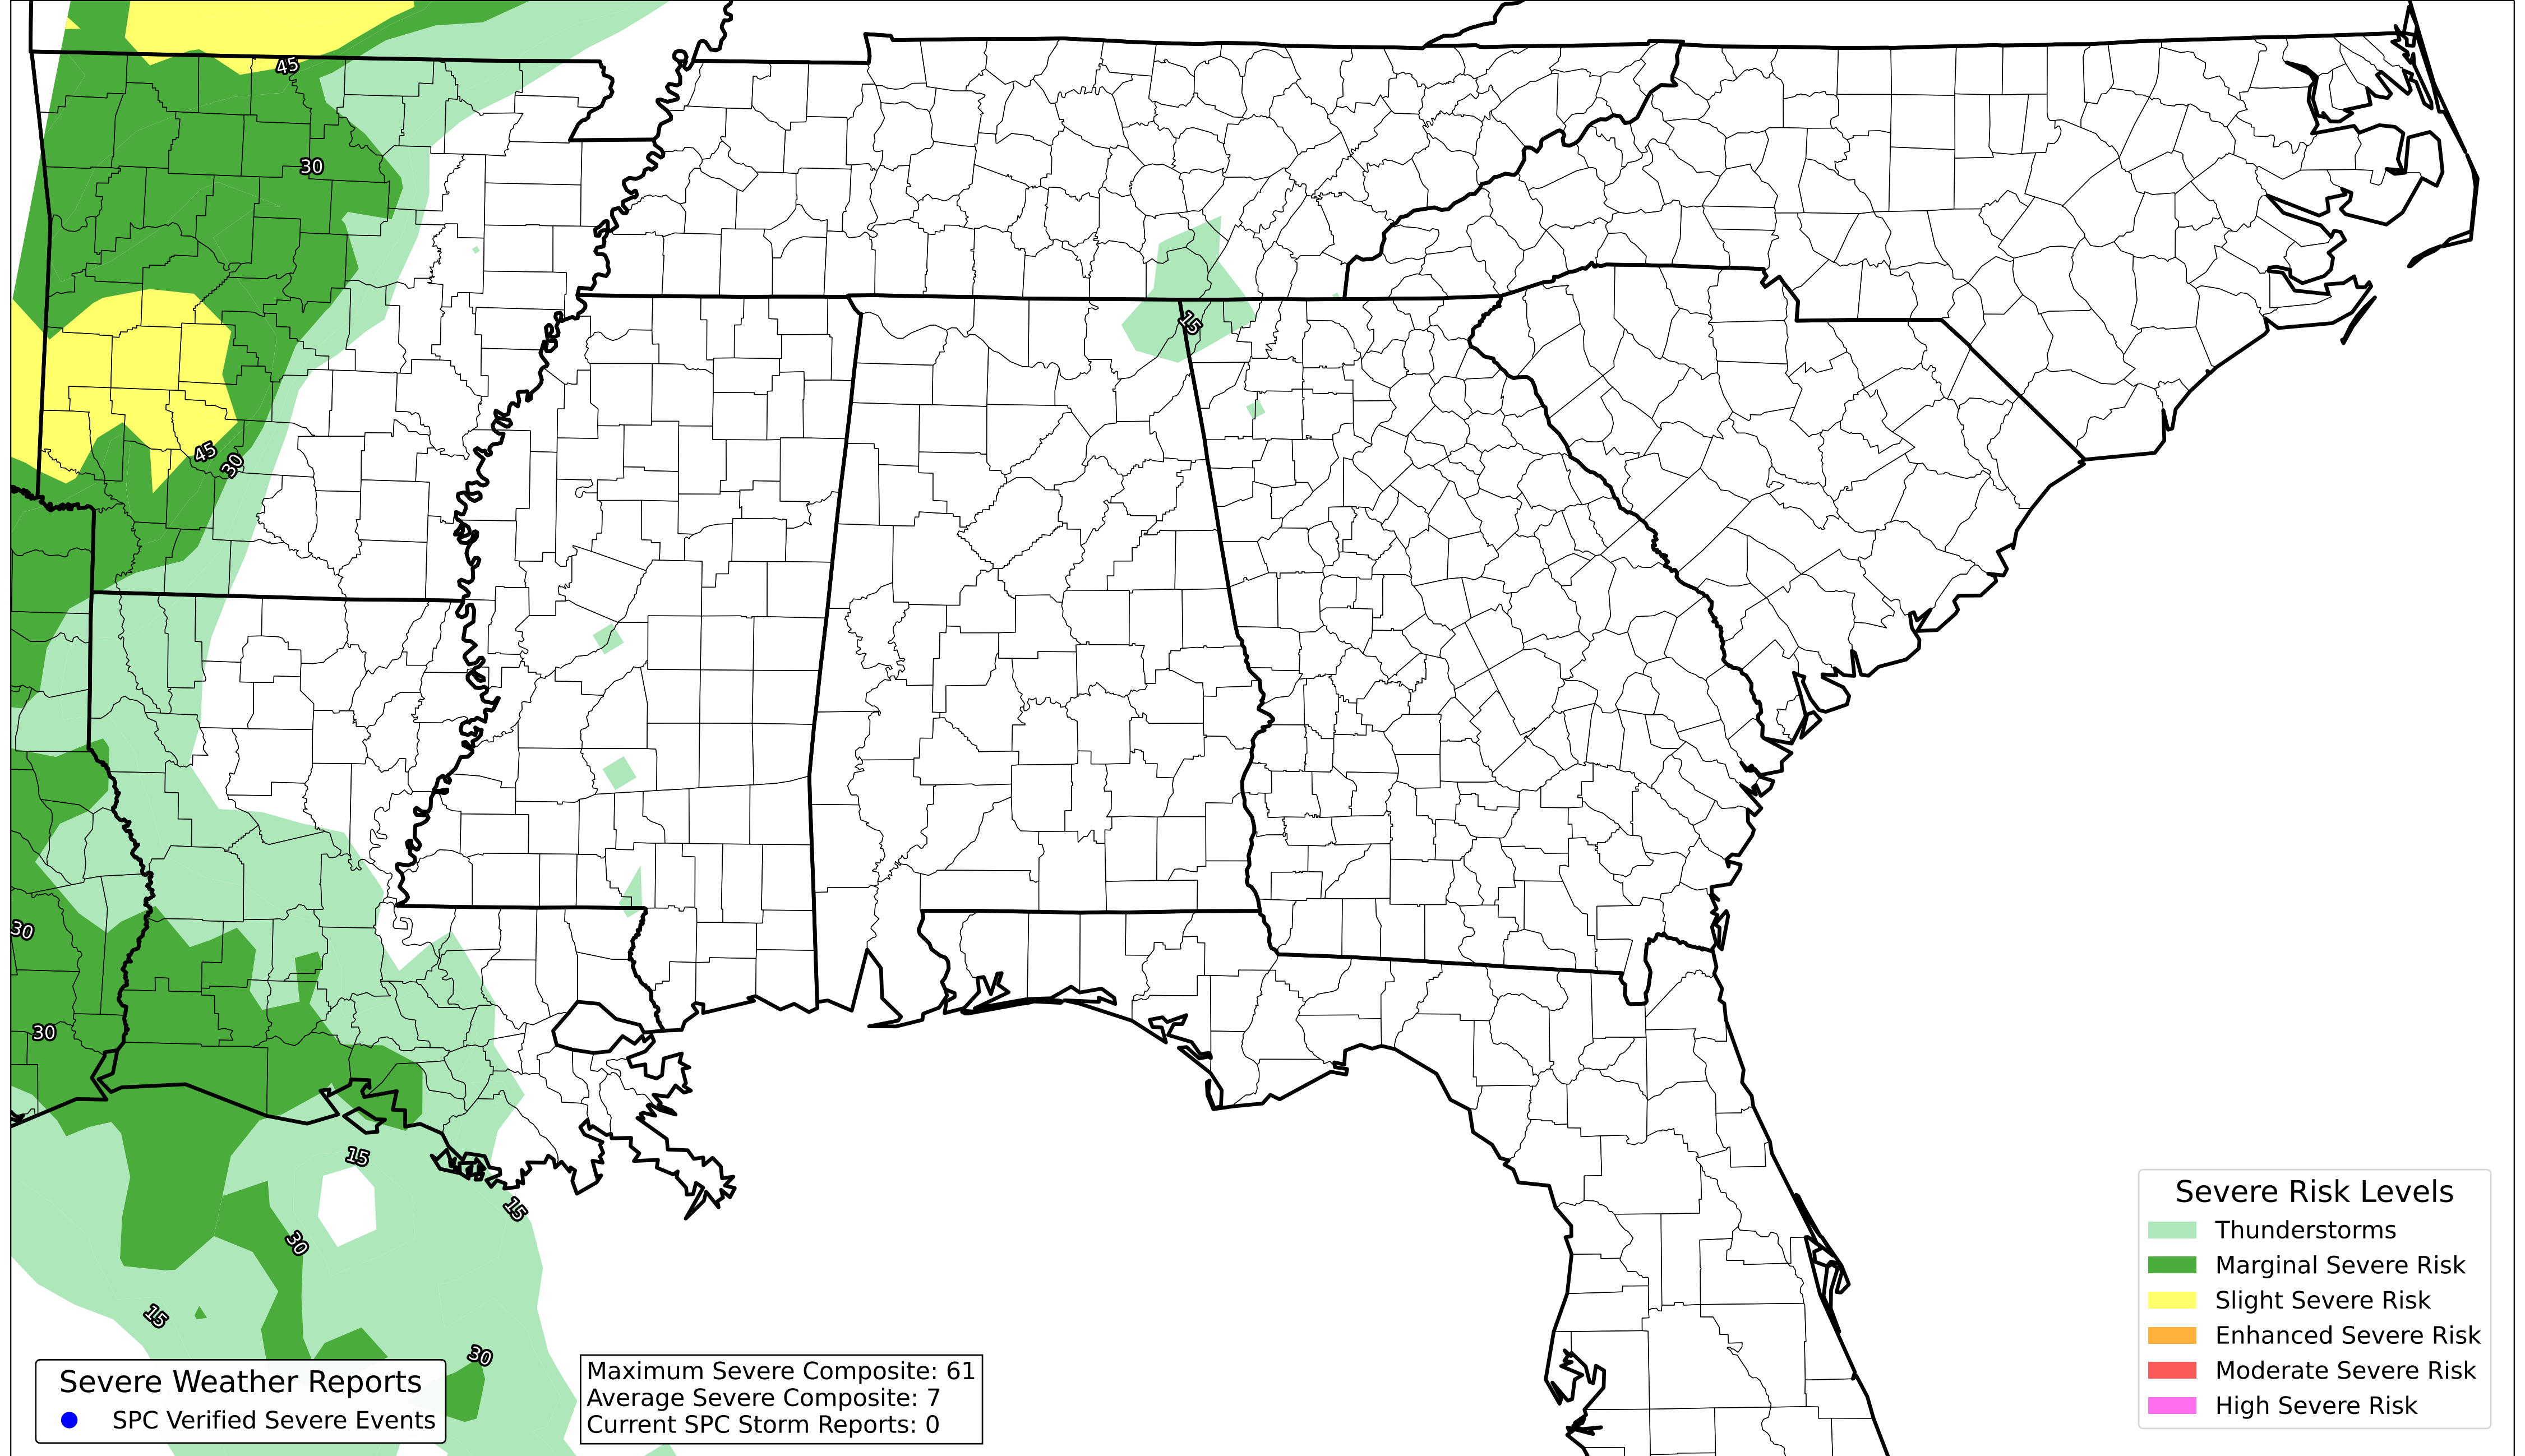 45
30
15
45
30
30
30
15
15
30
15
30
Severe Weather Reports
SPC Verified Severe Events
Maximum Severe Composite: 61
Average Severe Composite: 7
Current SPC Storm Reports: 0
Severe Risk Levels
Thunderstorms
Marginal Severe Risk
Slight Severe Risk
Enhanced Severe Risk
Moderate Severe Risk
High Severe Risk